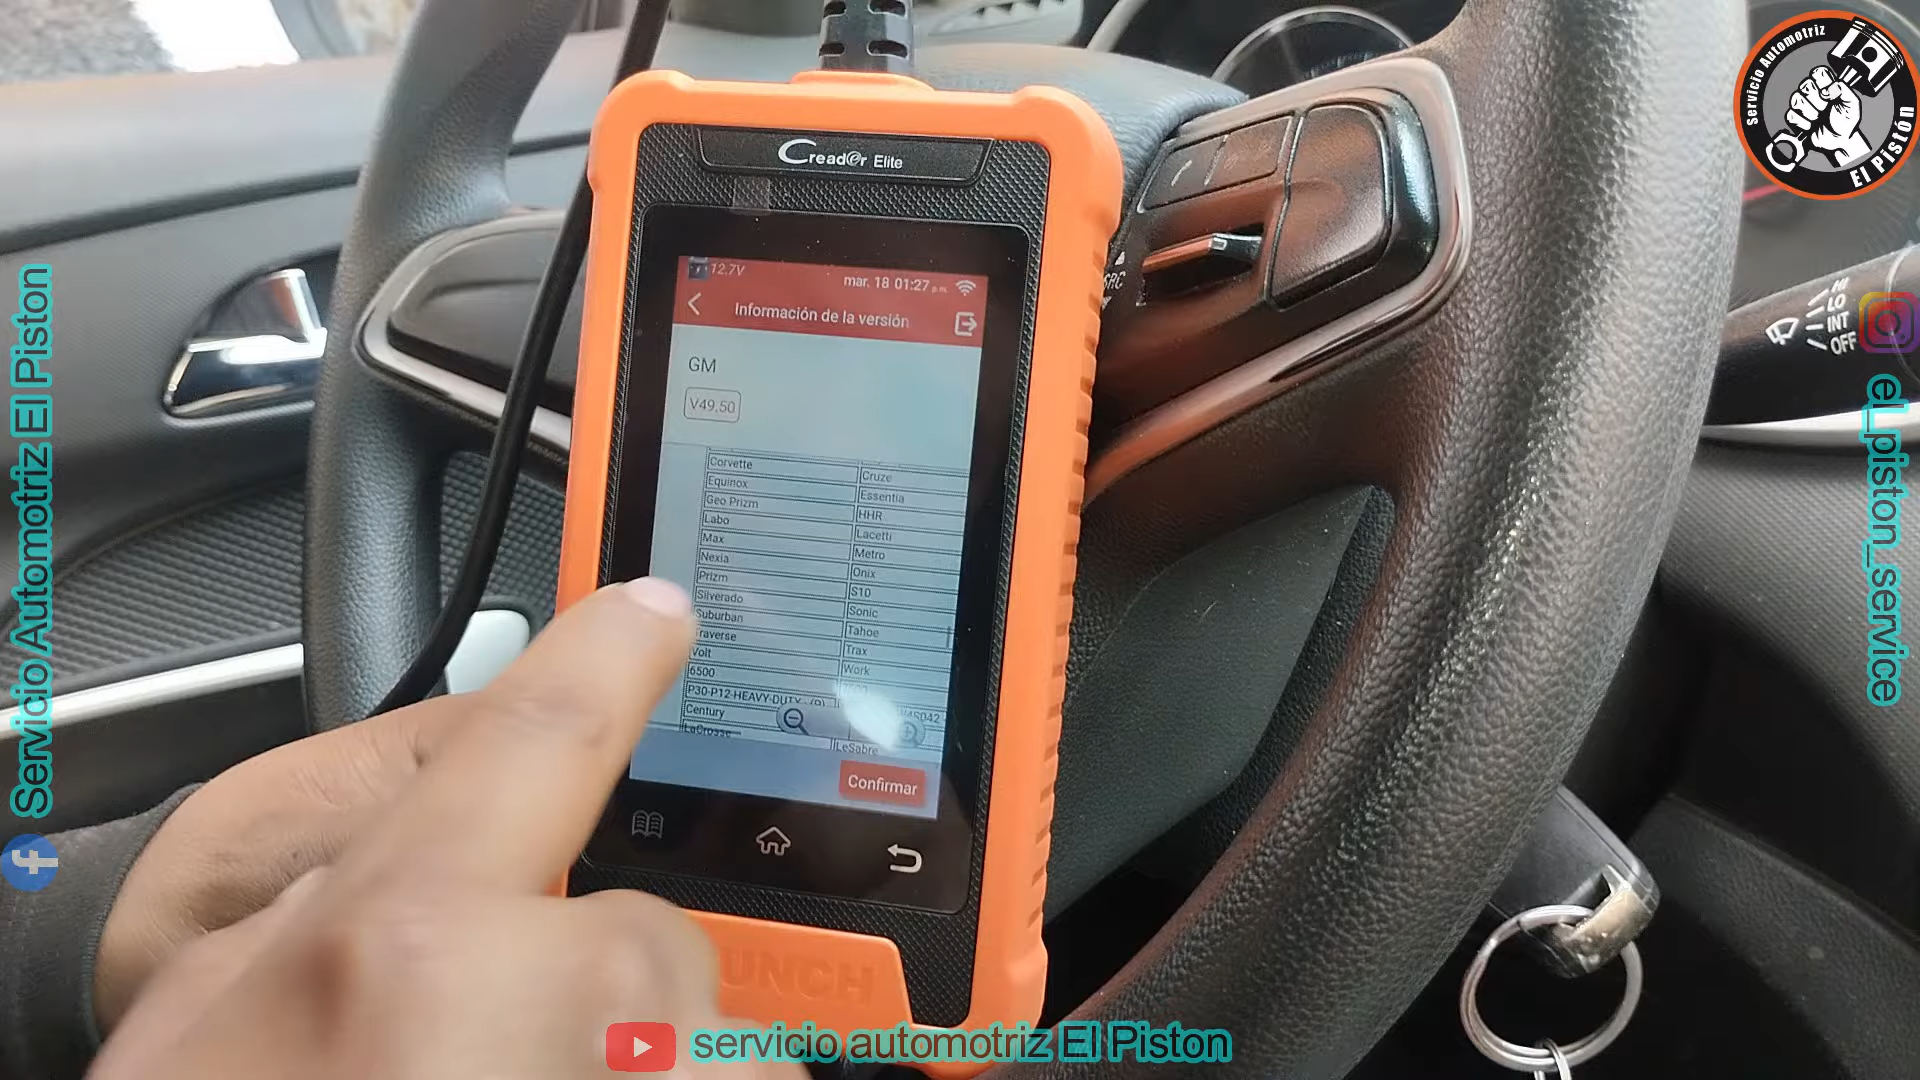 Servicio Automotriz
El Pistón
Creader Elite
12.7V
mar. 18 01:27 p.m.
Información de la versión
GM
V49.50
Corvette
Cruze
Equinox
Essentia
Geo Prizm
HHR
Labo
Lacetti
Max
Metro
Nexia
Onix
Prizm
S10
Silverado
Sonic
Suburban
Tahoe
Traverse
Trax
Volt
Work
6500
P30-P12-HEAVY-DUTY
Century
LaCrosse
LeSabre
Confirmar
UNCH
SRC
HI
LO
INT
OFF
Servicio Automotriz El Piston
el_piston_service
servicio automotriz El Piston